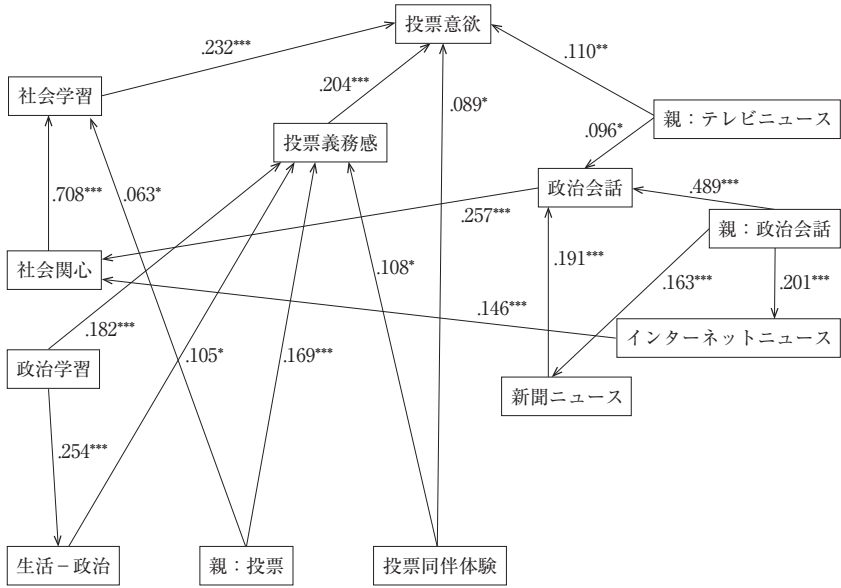 投票意欲
.232***
.110**
社会学習
.204***
.089*
親：テレビニュース
投票義務感
.096*
政治会話
.489***
.708***
.063*
.257***
親：政治会話
社会関心
.108*
.191***
.163***
.201***
.146***
.182***
インターネットニュース
政治学習
.105*
.169***
新聞ニュース
.254***
生活－政治
親：投票
投票同伴体験